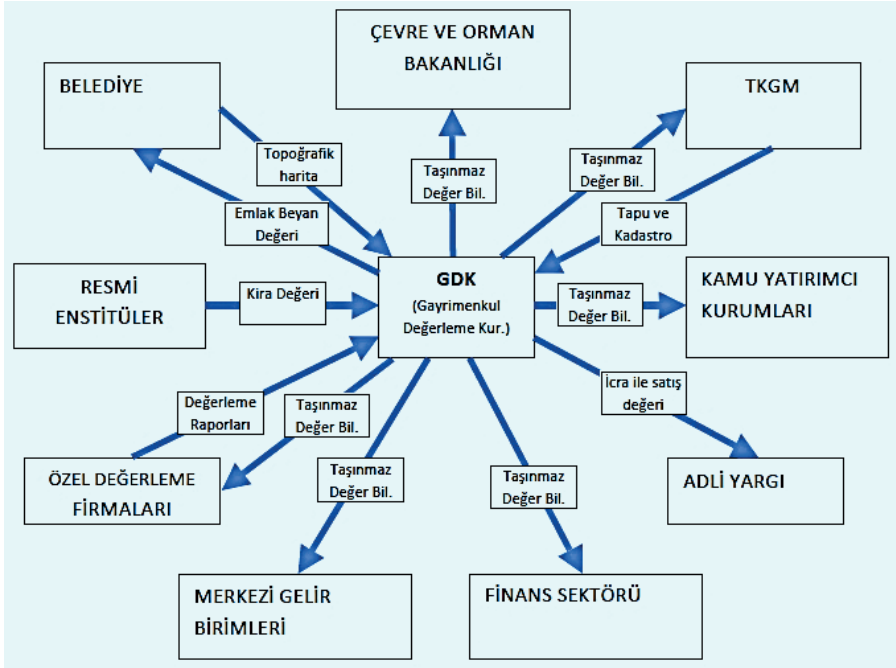 ÇEVRE VE ORMAN
BAKANLIĞI
BELEDİYE
TKGM
Topoğrafik
harita
Taşınmaz
Değer Bil.
Taşınmaz
Değer Bil.
Emlak Beyan
Değeri
Tapu ve
Kadastro
RESMİ
ENSTİTÜLER
Kira Değeri
GDK
(Gayrimenkul
Değerleme Kur.)
Taşınmaz
Değer Bil.
KAMU YATIRIMCI
KURUMLARI
Değerleme
Raporları
Taşınmaz
Değer Bil.
İcra ile satış
değeri
ÖZEL DEĞERLEME
FİRMALARI
Taşınmaz
Değer Bil.
Taşınmaz
Değer Bil.
ADLİ YARGI
MERKEZİ GELİR
BİRİMLERİ
FİNANS SEKTÖRÜ